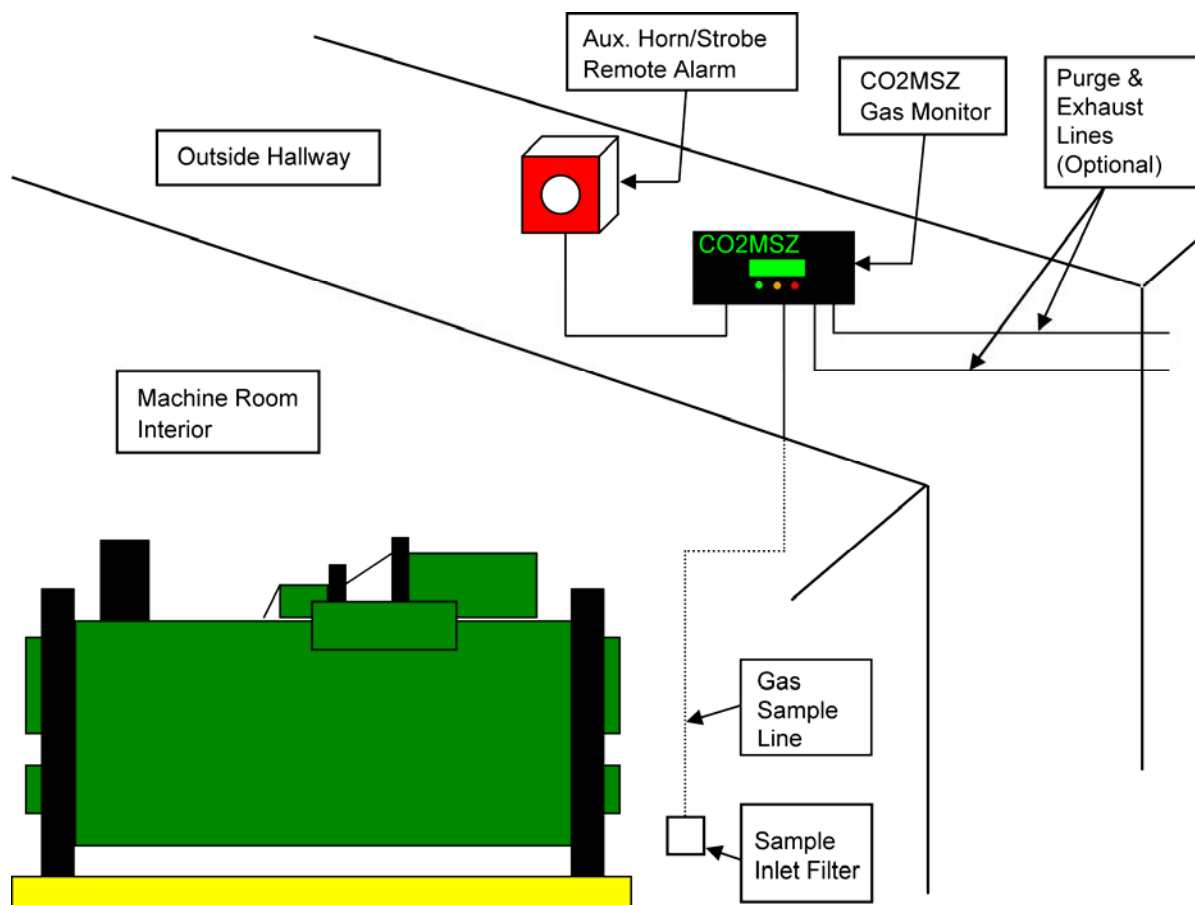 Aux. Horn/Strobe
Remote Alarm
CO2MSZ
Gas Monitor
Purge &
Exhaust
Lines
(Optional)
Outside Hallway
CO2MSZ
Machine Room
Interior
Gas
Sample
Line
Sample
Inlet Filter